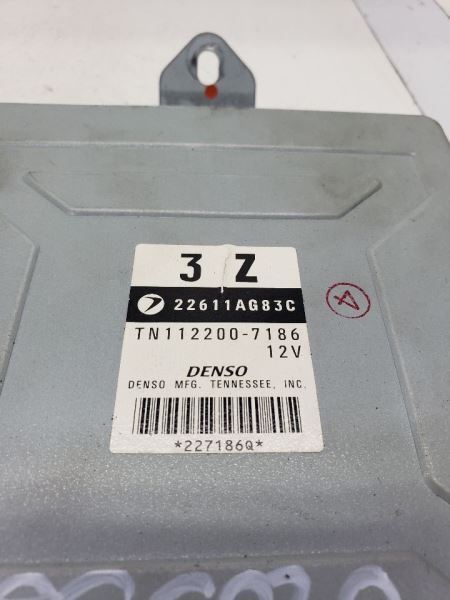 3 Z
22611AG83C
TN112200-7186
12V
DENSO
DENSO MFG. TENNESSEE, INC.
*227186Q*
A